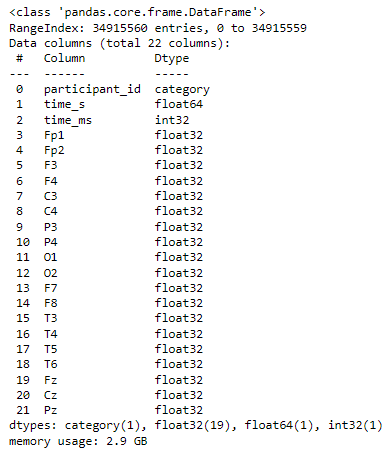 <class 'pandas.core.frame.DataFrame'>
RangeIndex: 34915560 entries, 0 to 34915559
Data columns (total 22 columns):
 #   Column          Dtype
---  ------          -----
 0   participant_id  category
 1   time_s          float64
 2   time_ms         int32
 3   Fp1             float32
 4   Fp2             float32
 5   F3              float32
 6   F4              float32
 7   C3              float32
 8   C4              float32
 9   P3              float32
 10  P4              float32
 11  O1              float32
 12  O2              float32
 13  F7              float32
 14  F8              float32
 15  T3              float32
 16  T4              float32
 17  T5              float32
 18  T6              float32
 19  Fz              float32
 20  Cz              float32
 21  Pz              float32
dtypes: category(1), float32(19), float64(1), int32(1)
memory usage: 2.9 GB